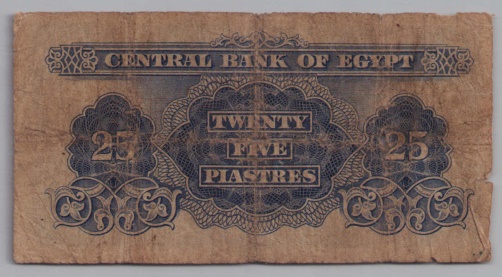 CENTRAL BANK OF EGYPT
25 TWENTY 25
FIVE
PIASTRES